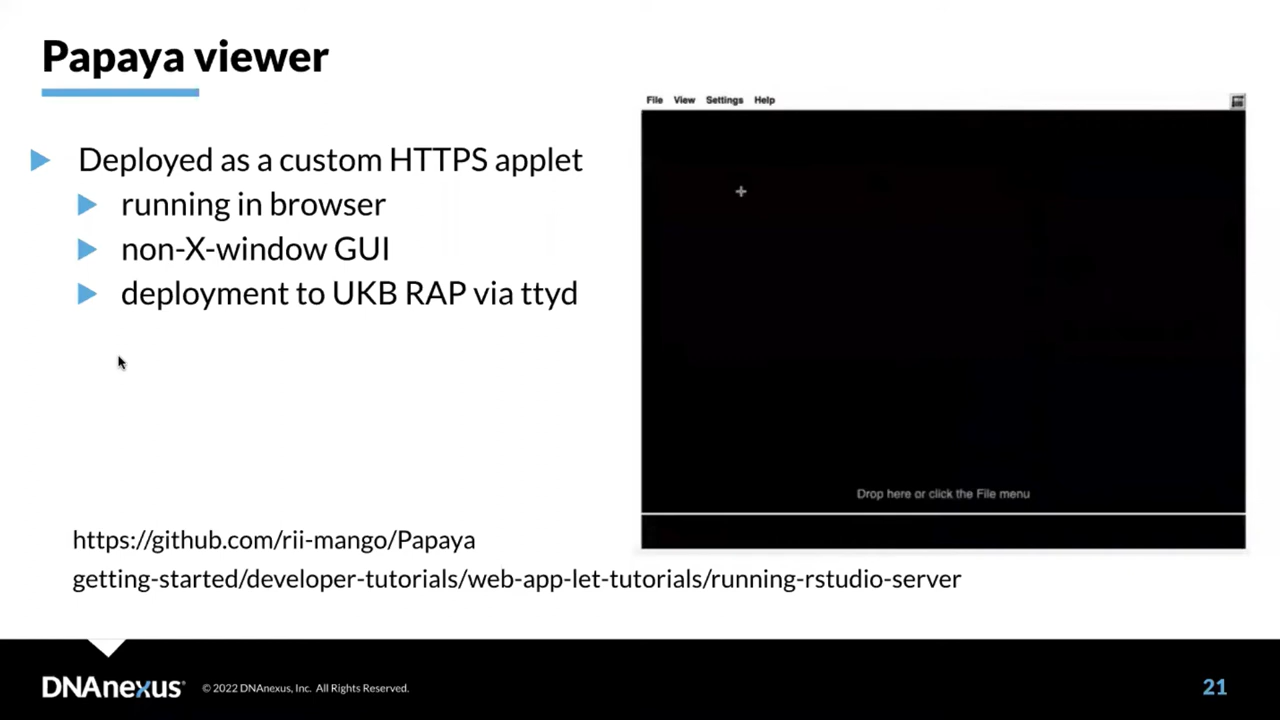 Papaya viewer
Deployed as a custom HTTPS applet
running in browser
non-X-window GUI
deployment to UKB RAP via ttyd
File View Settings Help
Drop here or click the File menu
https://github.com/rii-mango/Papaya
getting-started/developer-tutorials/web-app-let-tutorials/running-rstudio-server
DNAnexus® © 2022 DNAnexus, Inc. All Rights Reserved. 21